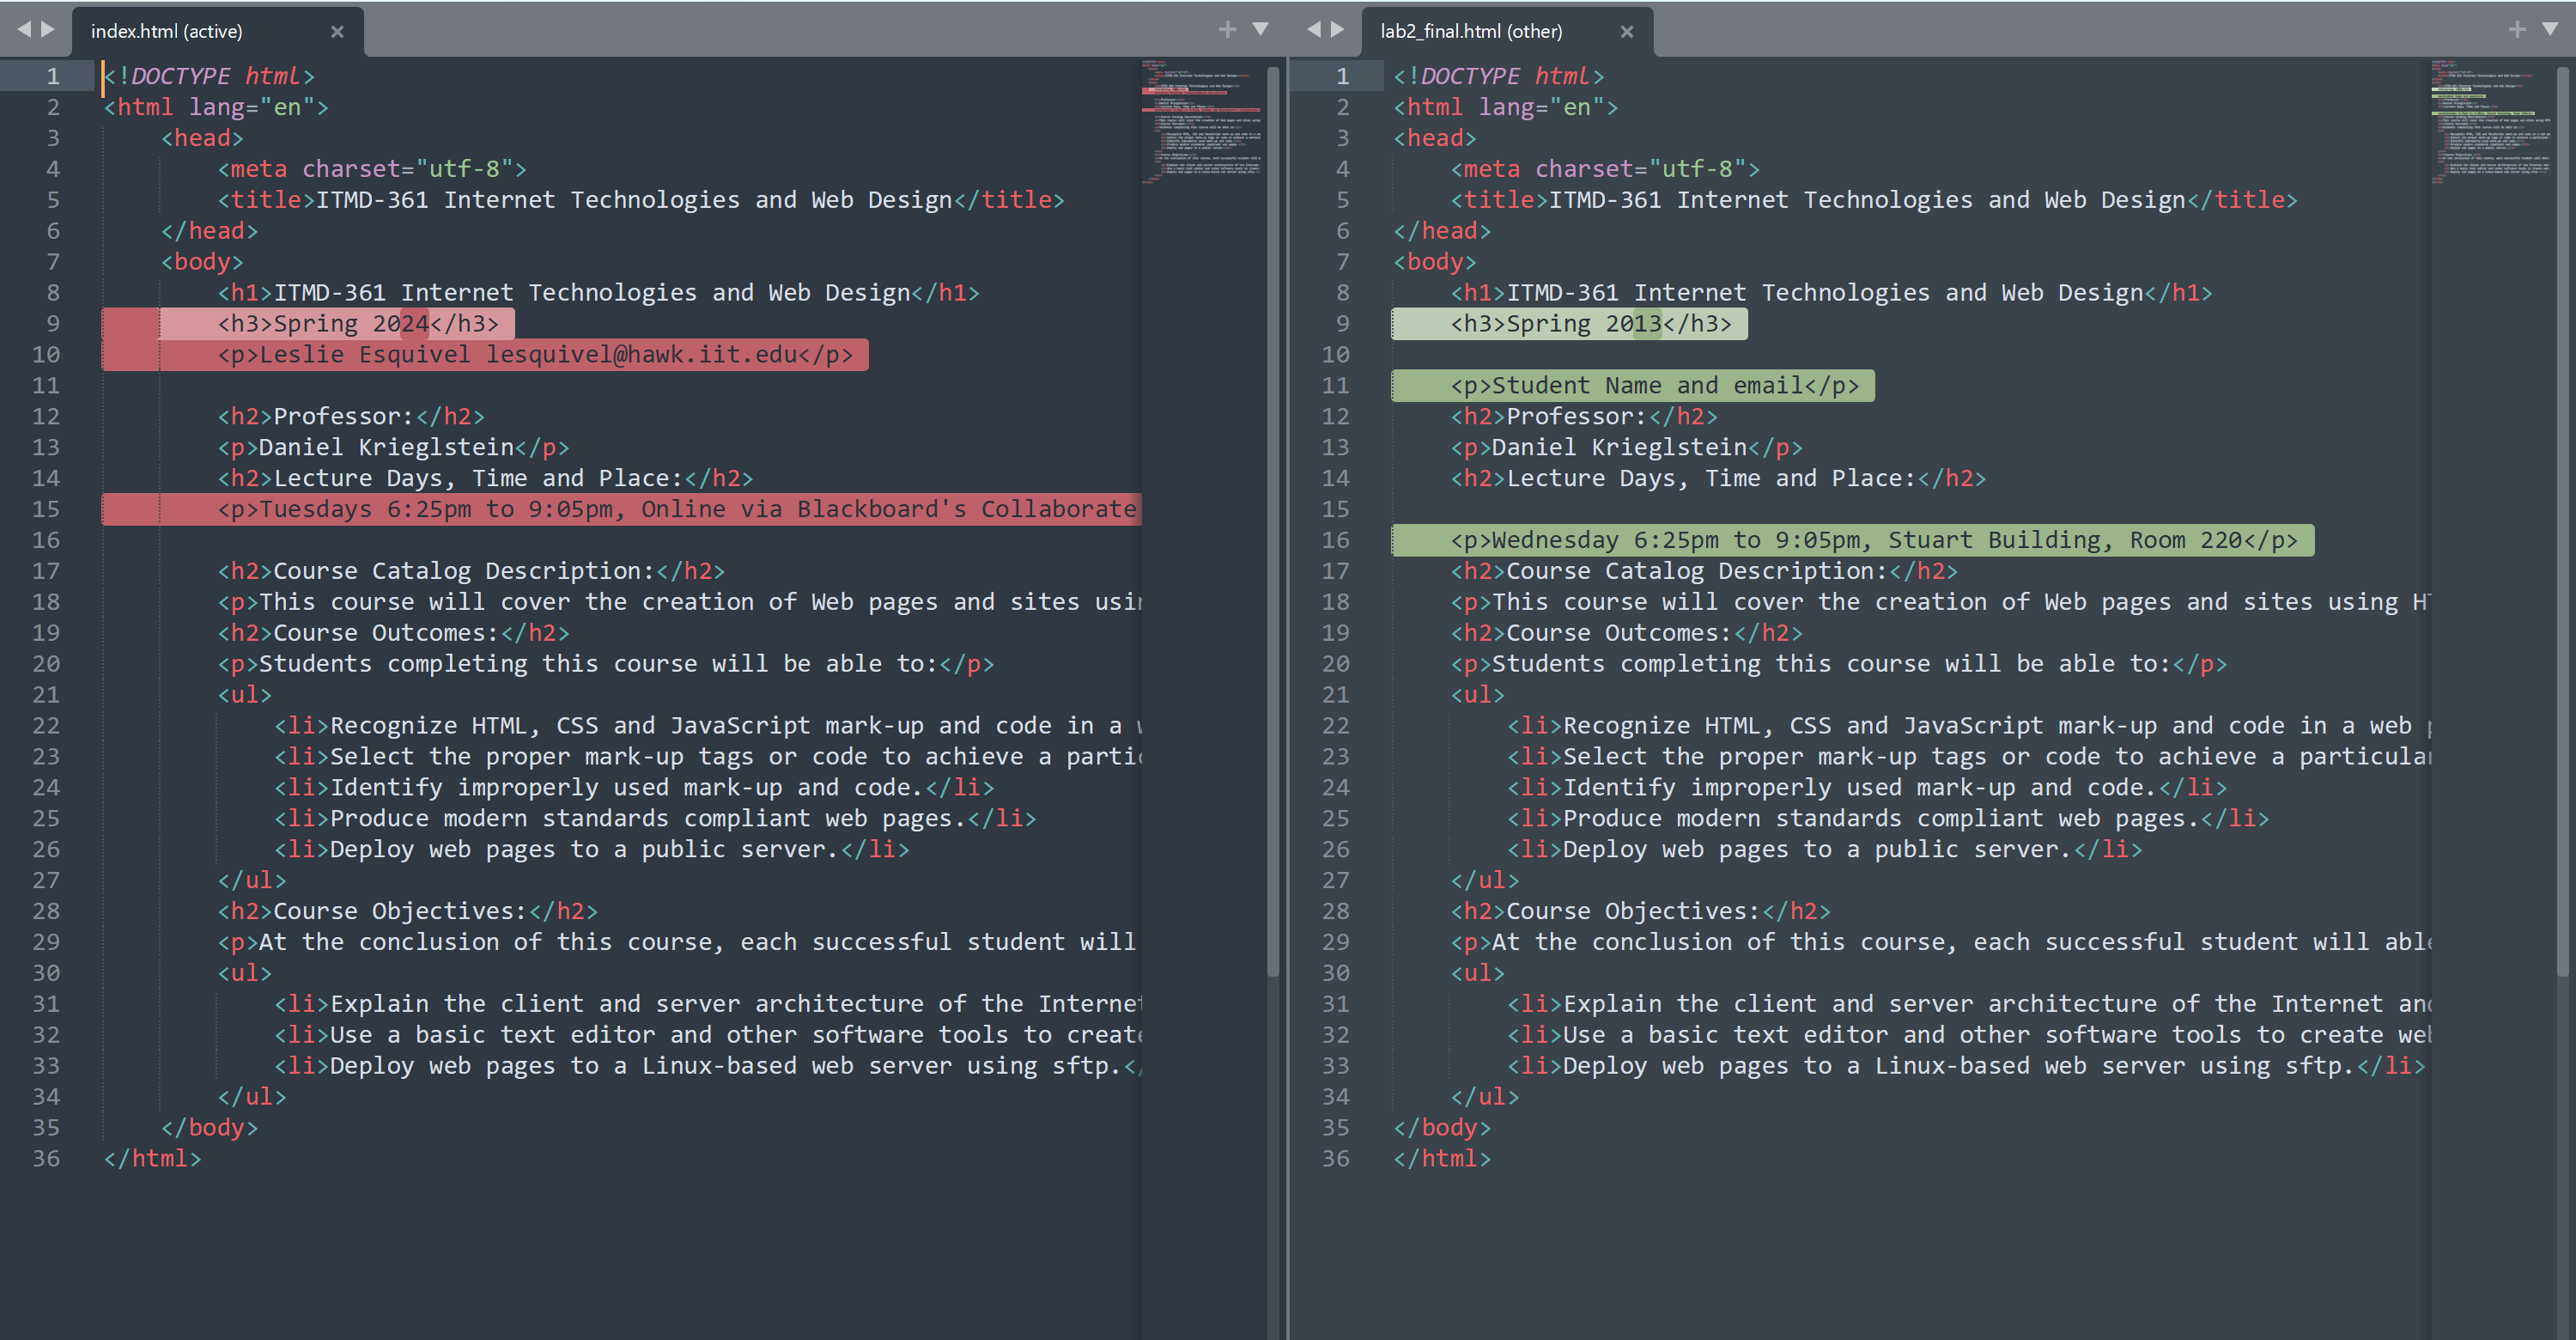 index.html (active)
1 <!DOCTYPE html>
2 <html lang="en">
3 <head>
4 <meta charset="utf-8">
5 <title>ITMD-361 Internet Technologies and Web Design</title>
6 </head>
7 <body>
8 <h1>ITMD-361 Internet Technologies and Web Design</h1>
9 <h3>Spring 2024</h3>
10 <p>Leslie Esquivel lesquivel@hawk.iit.edu</p>
11
12 <h2>Professor:</h2>
13 <p>Daniel Krieglstein</p>
14 <h2>Lecture Days, Time and Place:</h2>
15 <p>Tuesdays 6:25pm to 9:05pm, Online via Blackboard's Collaborate
16
17 <h2>Course Catalog Description:</h2>
18 <p>This course will cover the creation of Web pages and sites
19 <h2>Course Outcomes:</h2>
20 <p>Students completing this course will be able to:</p>
21 <ul>
22 <li>Recognize HTML, CSS and JavaScript mark-up and code in a
23 <li>Select the proper mark-up tags or code to achieve a
24 <li>Identify improperly used mark-up and code.</li>
25 <li>Produce modern standards compliant web pages.</li>
26 <li>Deploy web pages to a public server.</li>
27 </ul>
28 <h2>Course Objectives:</h2>
29 <p>At the conclusion of this course, each successful student will
30 <ul>
31 <li>Explain the client and server architecture of the Internet
32 <li>Use a basic text editor and other software tools to create
33 <li>Deploy web pages to a Linux-based web server using sftp.</
34 </ul>
35 </body>
36 </html>
lab2_final.html (other)
1 <!DOCTYPE html>
2 <html lang="en">
3 <head>
4 <meta charset="utf-8">
5 <title>ITMD-361 Internet Technologies and Web Design</title>
6 </head>
7 <body>
8 <h1>ITMD-361 Internet Technologies and Web Design</h1>
9 <h3>Spring 2013</h3>
10
11 <p>Student Name and email</p>
12 <h2>Professor:</h2>
13 <p>Daniel Krieglstein</p>
14 <h2>Lecture Days, Time and Place:</h2>
15
16 <p>Wednesday 6:25pm to 9:05pm, Stuart Building, Room 220</p>
17 <h2>Course Catalog Description:</h2>
18 <p>This course will cover the creation of Web pages and sites using
19 <h2>Course Outcomes:</h2>
20 <p>Students completing this course will be able to:</p>
21 <ul>
22 <li>Recognize HTML, CSS and JavaScript mark-up and code in a web
23 <li>Select the proper mark-up tags or code to achieve a particular
24 <li>Identify improperly used mark-up and code.</li>
25 <li>Produce modern standards compliant web pages.</li>
26 <li>Deploy web pages to a public server.</li>
27 </ul>
28 <h2>Course Objectives:</h2>
29 <p>At the conclusion of this course, each successful student will able
30 <ul>
31 <li>Explain the client and server architecture of the Internet and
32 <li>Use a basic text editor and other software tools to create web
33 <li>Deploy web pages to a Linux-based web server using sftp.</li>
34 </ul>
35 </body>
36 </html>